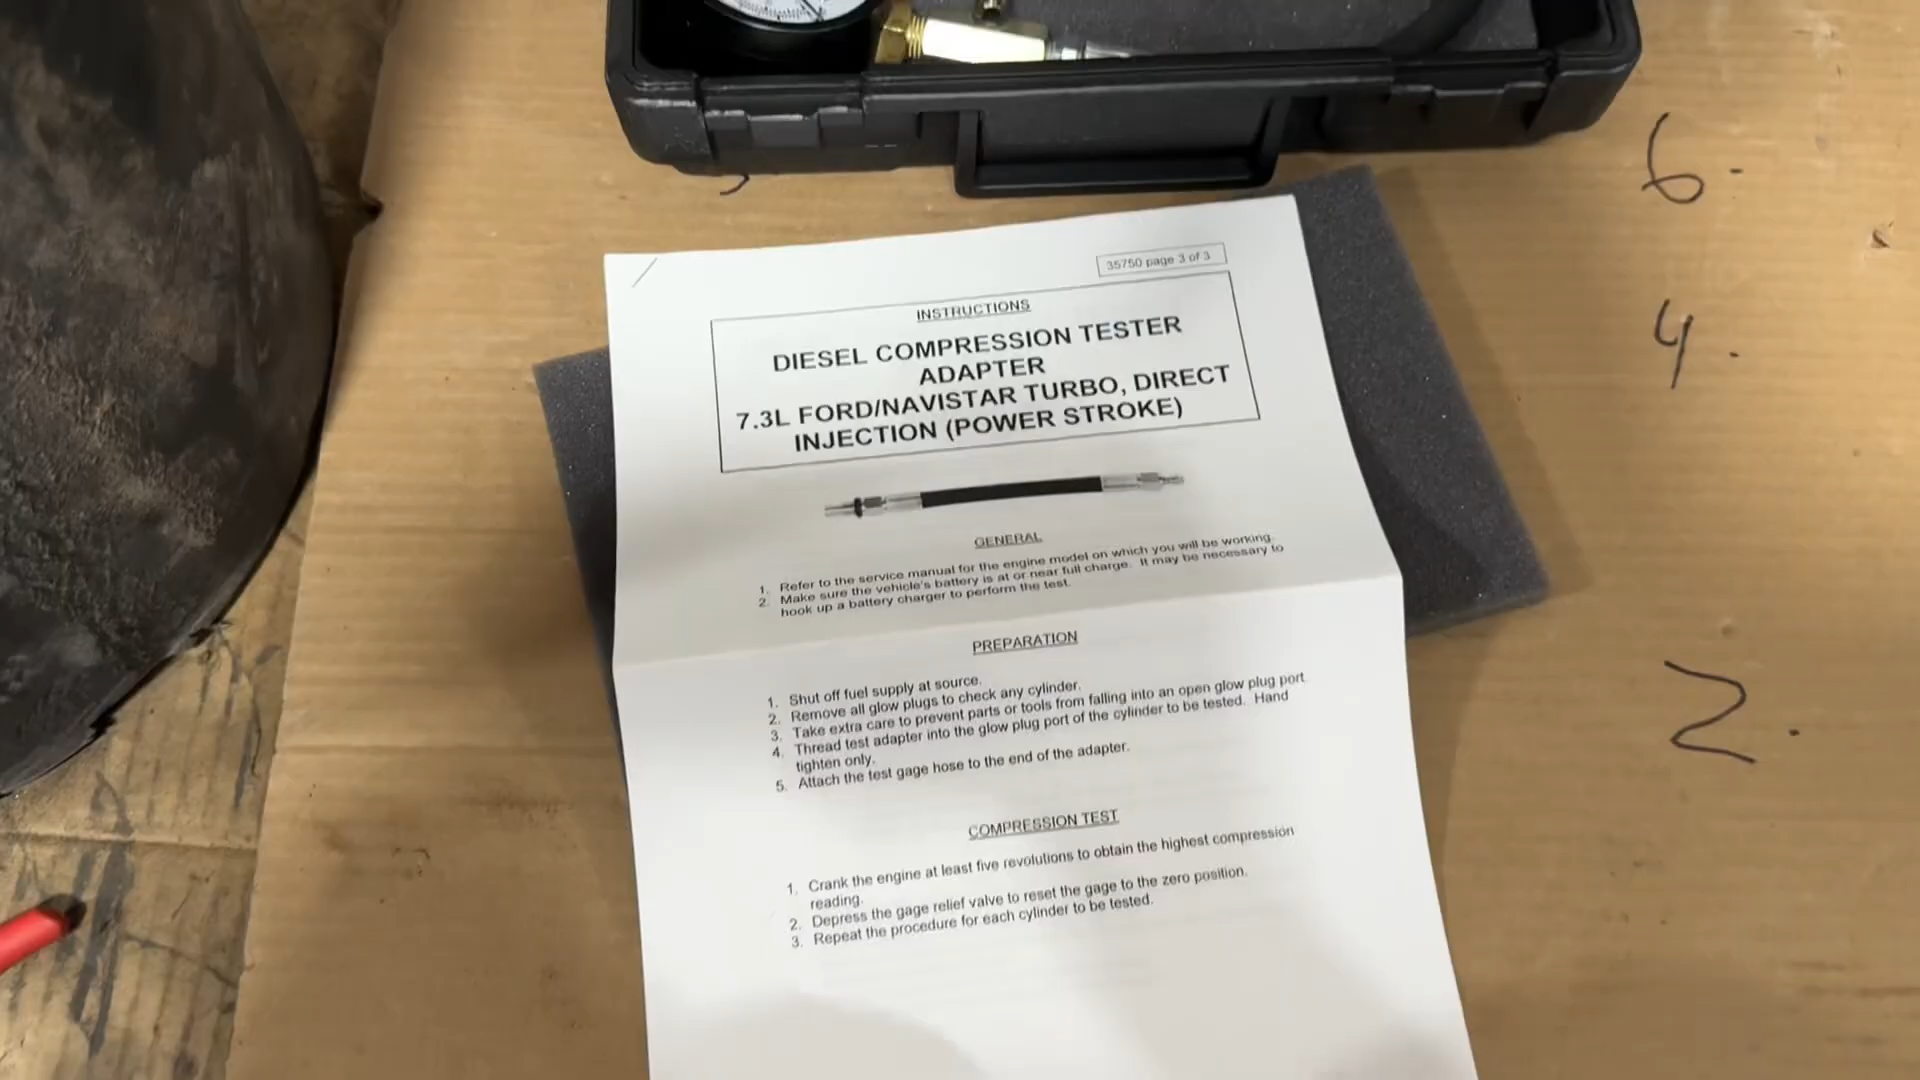 35750 page 3 of 3
INSTRUCTIONS
DIESEL COMPRESSION TESTER
ADAPTER
7.3L FORD/NAVISTAR TURBO, DIRECT
INJECTION (POWER STROKE)
GENERAL
1. Refer to the service manual for the engine model on which you will be working.
2. Make sure the vehicle's battery is at or near full charge. It may be necessary to
hook up a battery charger to perform the test.
PREPARATION
1. Shut off fuel supply at source.
2. Remove all glow plugs to check any cylinder.
3. Take extra care to prevent parts or tools from falling into an open glow plug port.
4. Thread test adapter into the glow plug port of the cylinder to be tested. Hand
tighten only.
5. Attach the test gage hose to the end of the adapter.
COMPRESSION TEST
1. Crank the engine at least five revolutions to obtain the highest compression
reading.
2. Depress the gage relief valve to reset the gage to the zero position.
3. Repeat the procedure for each cylinder to be tested.
6.
4.
2.